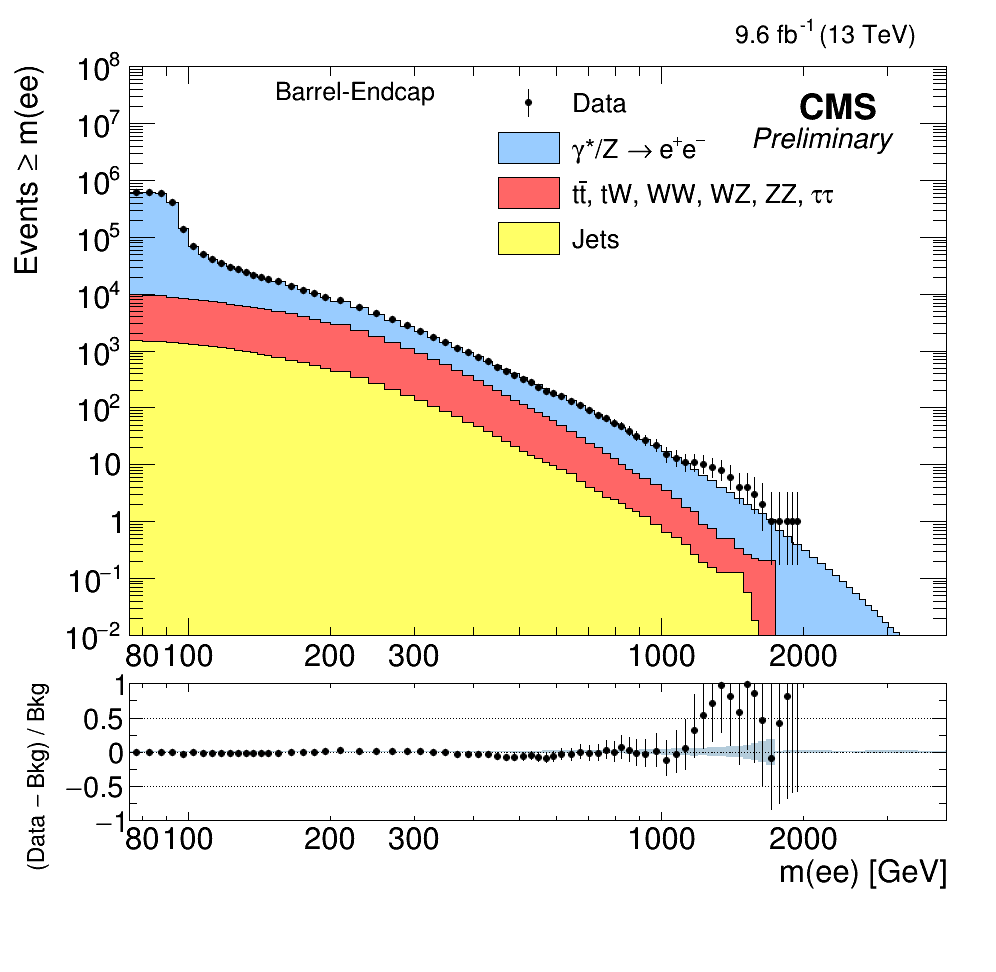 9.6 fb⁻¹ (13 TeV)
Events ≥ m(ee)
10⁸
10⁷
10⁶
10⁵
10⁴
10³
10²
10
1
10⁻¹
10⁻²
Barrel-Endcap
Data
γ*/Z → e⁺e⁻
tt̄, tW, WW, WZ, ZZ, ττ
Jets
CMS
Preliminary
80 100 200 300 1000 2000
(Data − Bkg) / Bkg
1
0.5
0
−0.5
−1
80 100 200 300 1000 2000
m(ee) [GeV]